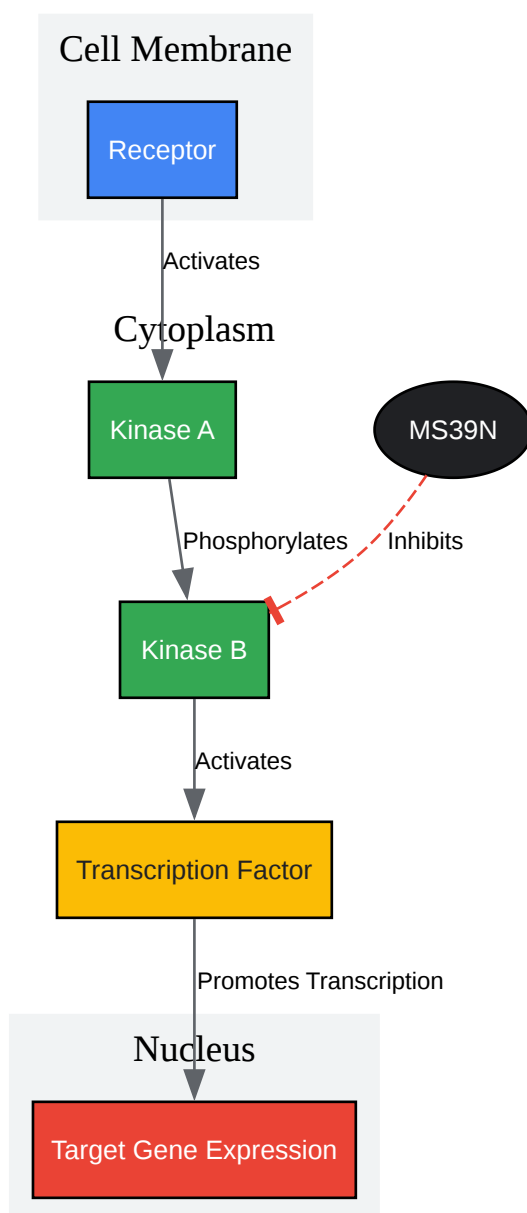 Cell Membrane
Receptor
Activates
Cytoplasm
Kinase A
MS39N
Phosphorylates
Inhibits
Kinase B
Activates
Transcription Factor
Promotes Transcription
Nucleus
Target Gene Expression